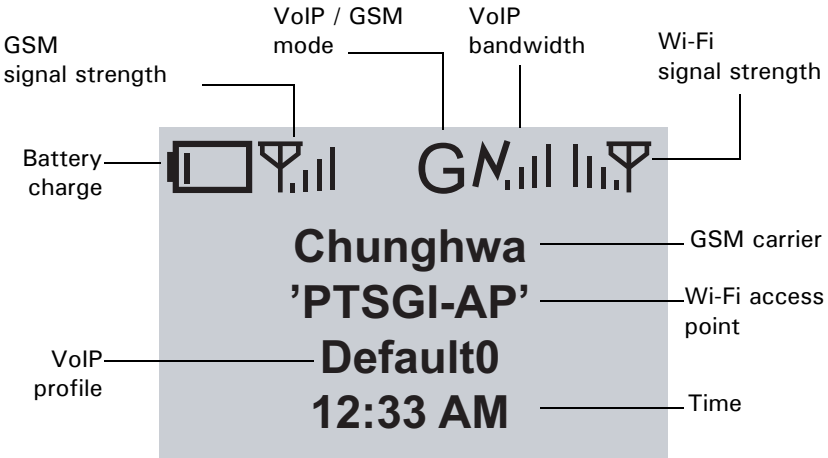 VoIP / GSM
mode
VoIP
bandwidth
GSM
signal strength
Wi-Fi
signal strength
Battery
charge
G
Chunghwa
GSM carrier
’PTSGI-AP’
Wi-Fi access
point
VoIP
profile
Default0
12:33 AM
Time